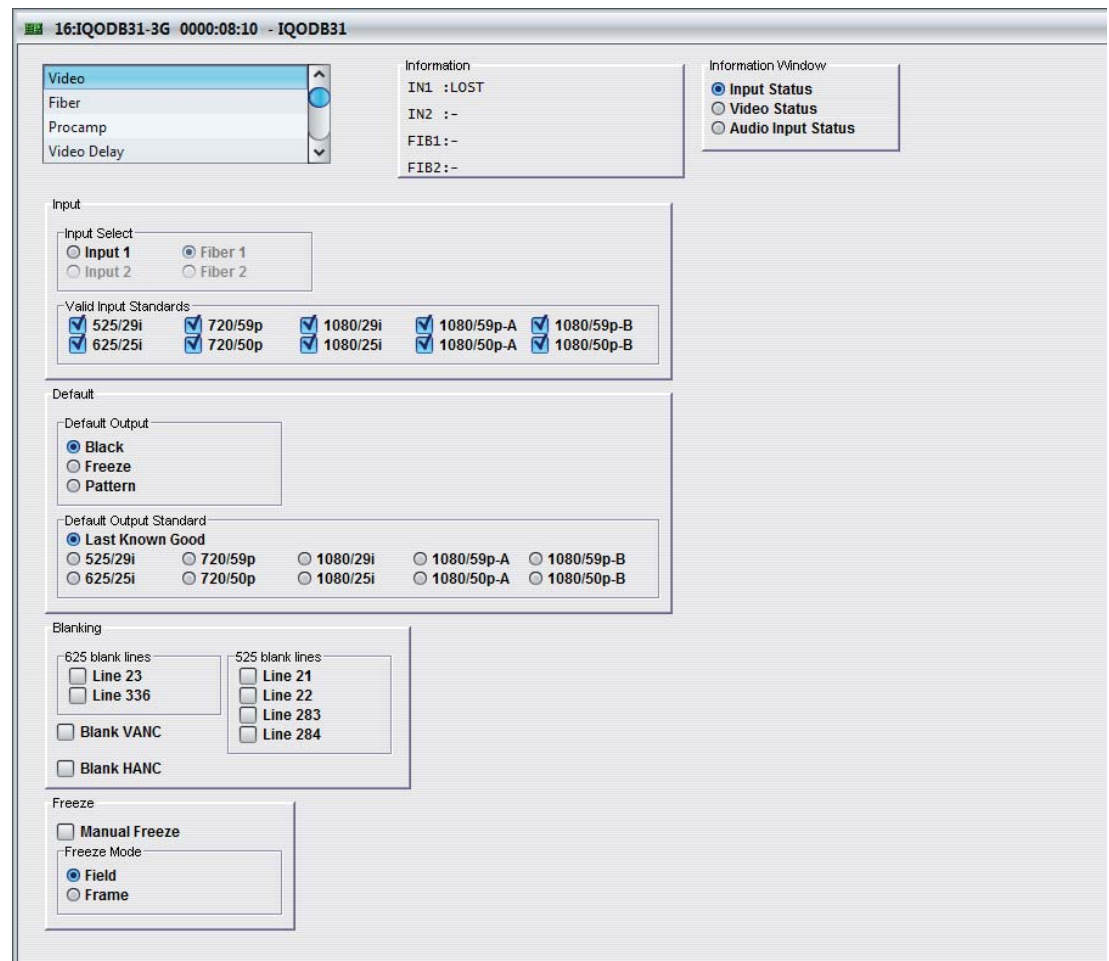 16:IQODB31-3G 0000:08:10 - IQODB31
Video
Fiber
Procamp
Video Delay
Information
IN1 :LOST
IN2 :-
FIB1:-
FIB2:-
Information Window
Input Status
Video Status
Audio Input Status
Input
Input Select
Input 1 Fiber 1
Input 2 Fiber 2
Valid Input Standards
525/29i 720/59p 1080/29i 1080/59p-A 1080/59p-B
625/25i 720/50p 1080/25i 1080/50p-A 1080/50p-B
Default
Default Output
Black
Freeze
Pattern
Default Output Standard
Last Known Good
525/29i 720/59p 1080/29i 1080/59p-A 1080/59p-B
625/25i 720/50p 1080/25i 1080/50p-A 1080/50p-B
Blanking
625 blank lines
Line 23
Line 336
525 blank lines
Line 21
Line 22
Line 283
Line 284
Blank VANC
Blank HANC
Freeze
Manual Freeze
Freeze Mode
Field
Frame